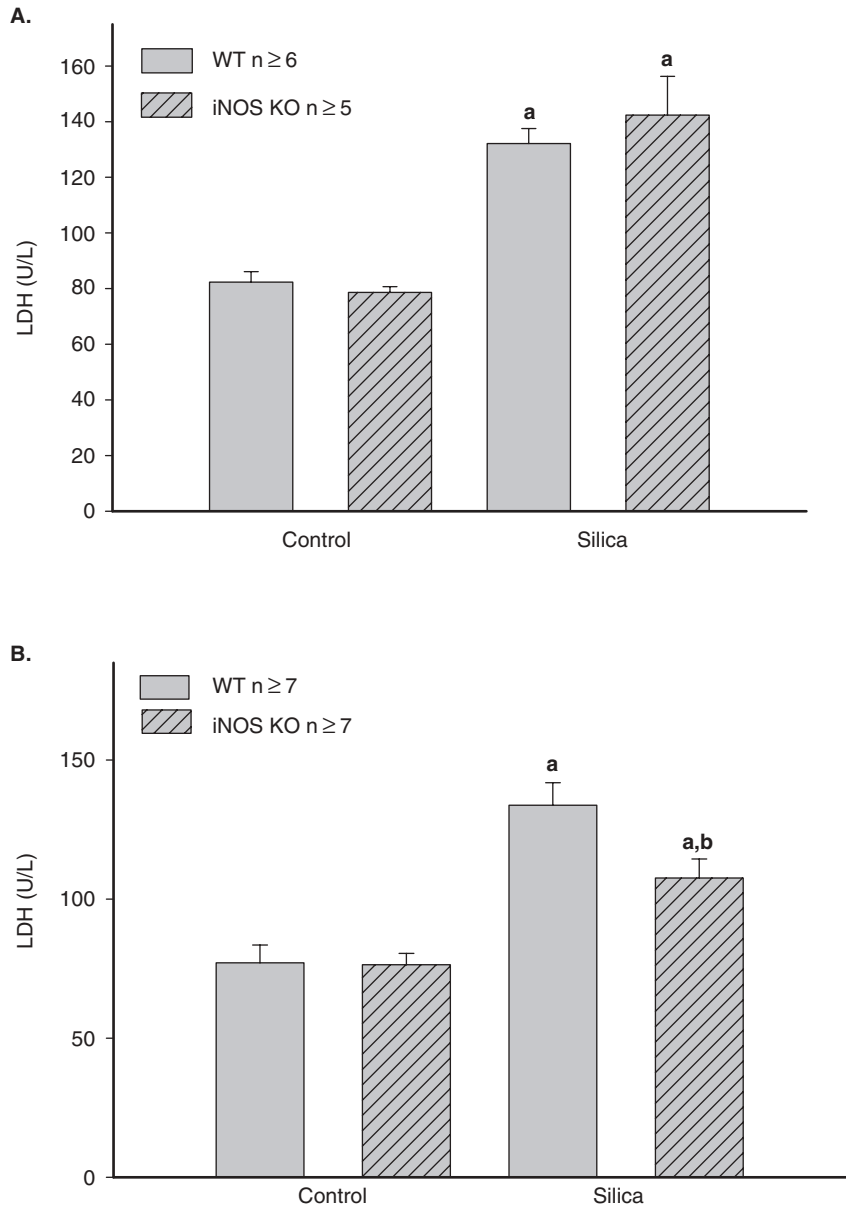 A.
WT n ≥ 6
iNOS KO n ≥ 5
LDH (U/L)
160
140
120
100
80
60
40
20
0
a
a
Control
Silica
B.
WT n ≥ 7
iNOS KO n ≥ 7
LDH (U/L)
150
100
50
0
a
a,b
Control
Silica